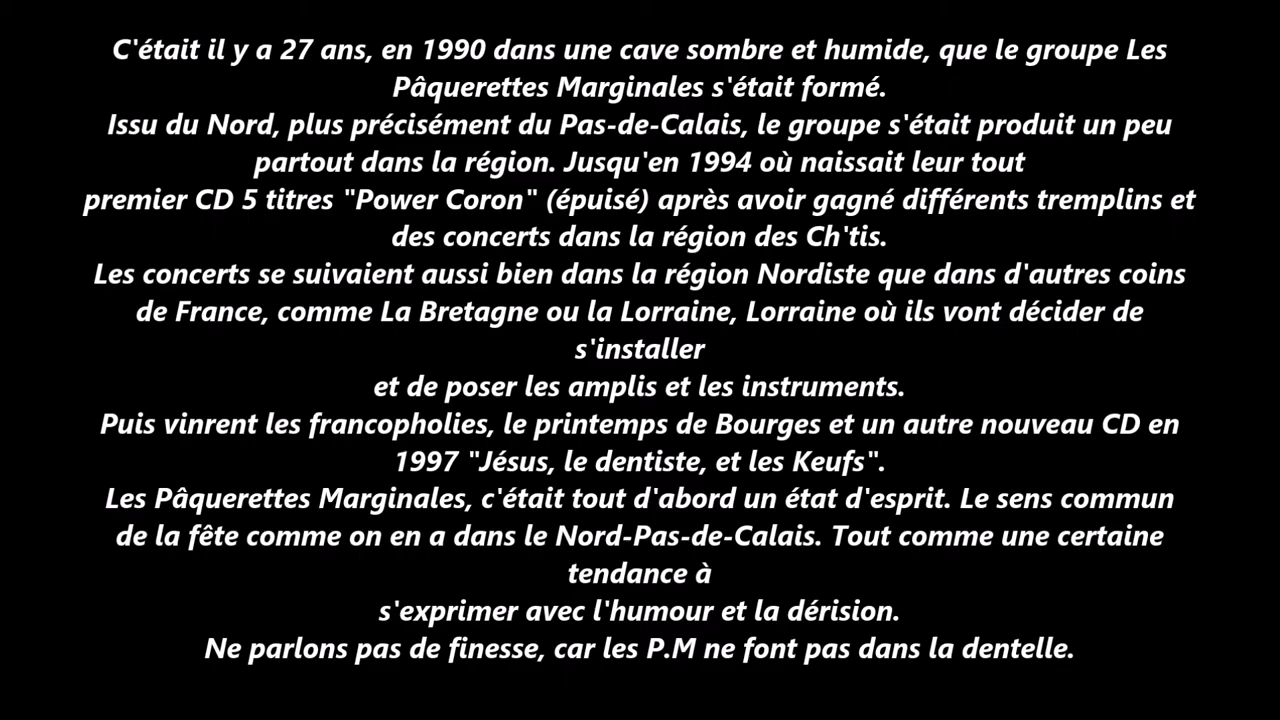 C'était il y a 27 ans, en 1990 dans une cave sombre et humide, que le groupe Les
Pâquerettes Marginales s'était formé.
Issu du Nord, plus précisément du Pas-de-Calais, le groupe s'était produit un peu
partout dans la région. Jusqu'en 1994 où naissait leur tout
premier CD 5 titres "Power Coron" (épuisé) après avoir gagné différents tremplins et
des concerts dans la région des Ch'tis.
Les concerts se suivaient aussi bien dans la région Nordiste que dans d'autres coins
de France, comme La Bretagne ou la Lorraine, Lorraine où ils vont décider de
s'installer
et de poser les amplis et les instruments.
Puis vinrent les francopholies, le printemps de Bourges et un autre nouveau CD en
1997 "Jésus, le dentiste, et les Keufs".
Les Pâquerettes Marginales, c'était tout d'abord un état d'esprit. Le sens commun
de la fête comme on en a dans le Nord-Pas-de-Calais. Tout comme une certaine
tendance à
s'exprimer avec l'humour et la dérision.
Ne parlons pas de finesse, car les P.M ne font pas dans la dentelle.